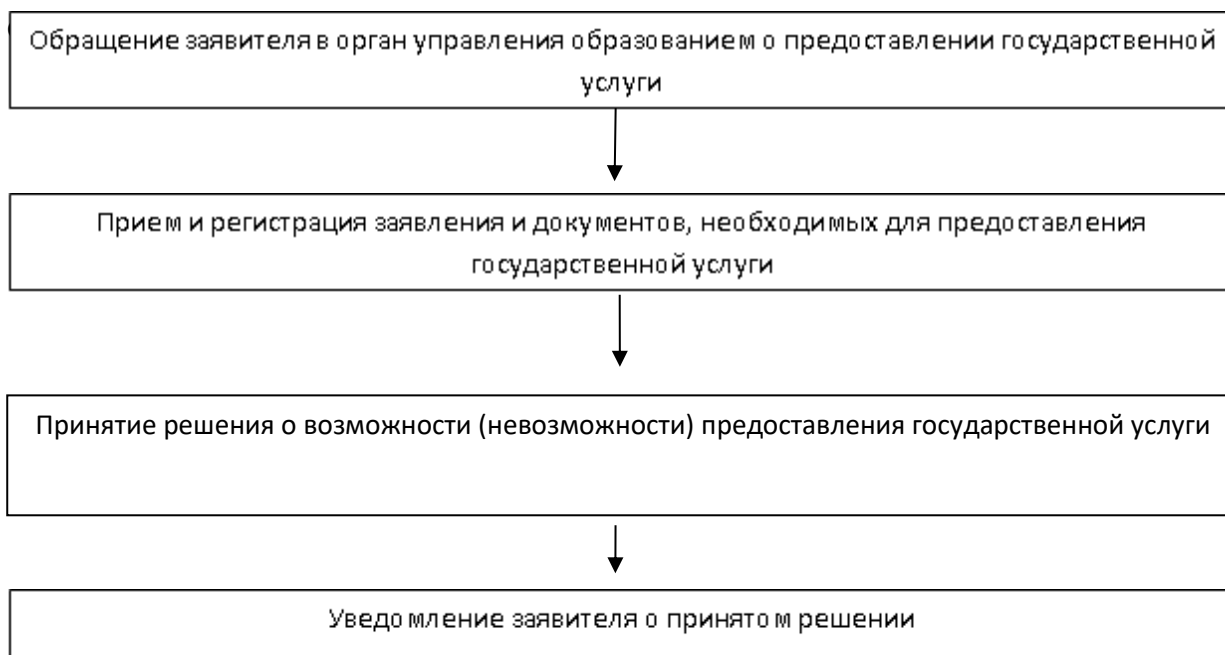 Обращение заявителя в орган управления образованием о предоставлении государственной
услуги
Прием и регистрация заявления и документов, необходимых для предоставления
государственной услуги
Принятие решения о возможности (невозможности) предоставления государственной услуги
Уведомление заявителя о принятом решении